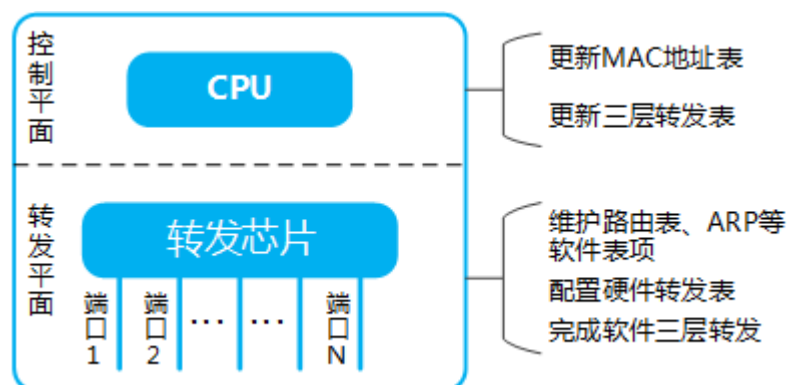 控制平面
CPU
更新MAC地址表
更新三层转发表
转发平面
转发芯片
端口1
端口2
...
...
端口N
维护路由表、ARP等
软件表项
配置硬件转发表
完成软件三层转发